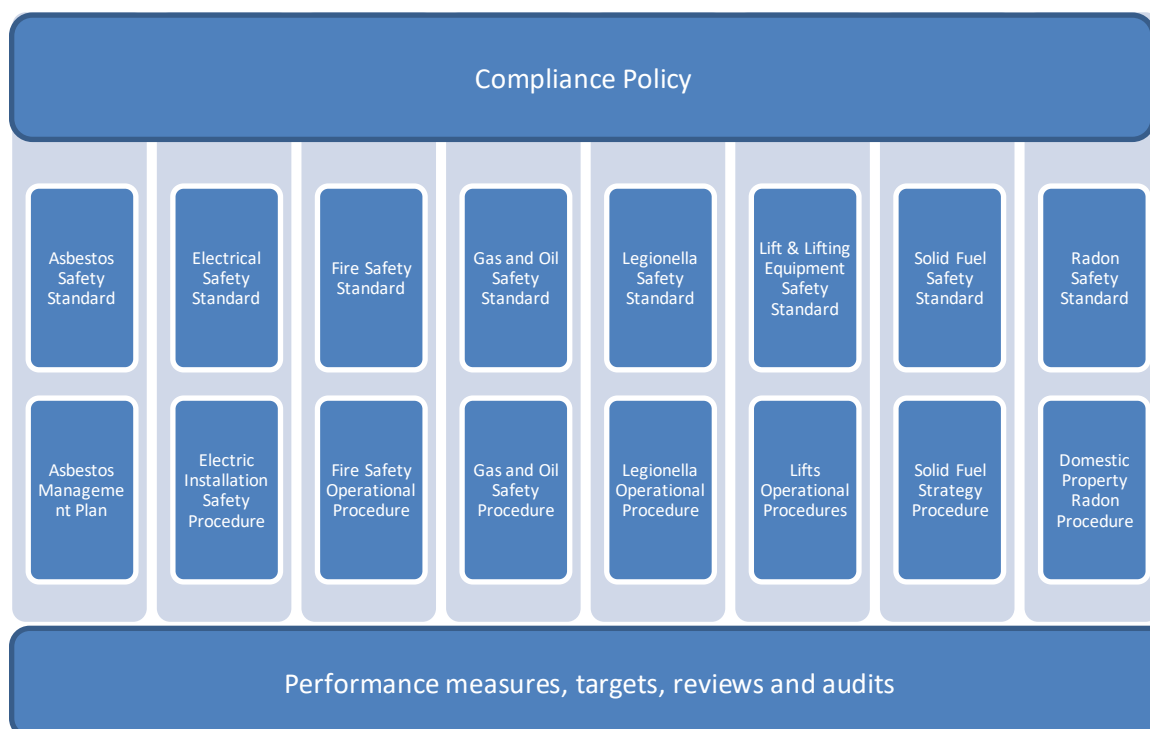 Compliance Policy
Asbestos
Safety
Standard
Electrical
Safety
Standard
Fire Safety
Standard
Gas and Oil
Safety
Standard
Legionella
Safety
Standard
Lift & Lifting
Equipment
Safety
Standard
Solid Fuel
Safety
Standard
Radon
Safety
Standard
Asbestos
Manageme
nt Plan
Electric
Installation
Safety
Procedure
Fire Safety
Operational
Procedure
Gas and Oil
Safety
Procedure
Legionella
Operational
Procedure
Lifts
Operational
Procedures
Solid Fuel
Strategy
Procedure
Domestic
Property
Radon
Procedure
Performance measures, targets, reviews and audits